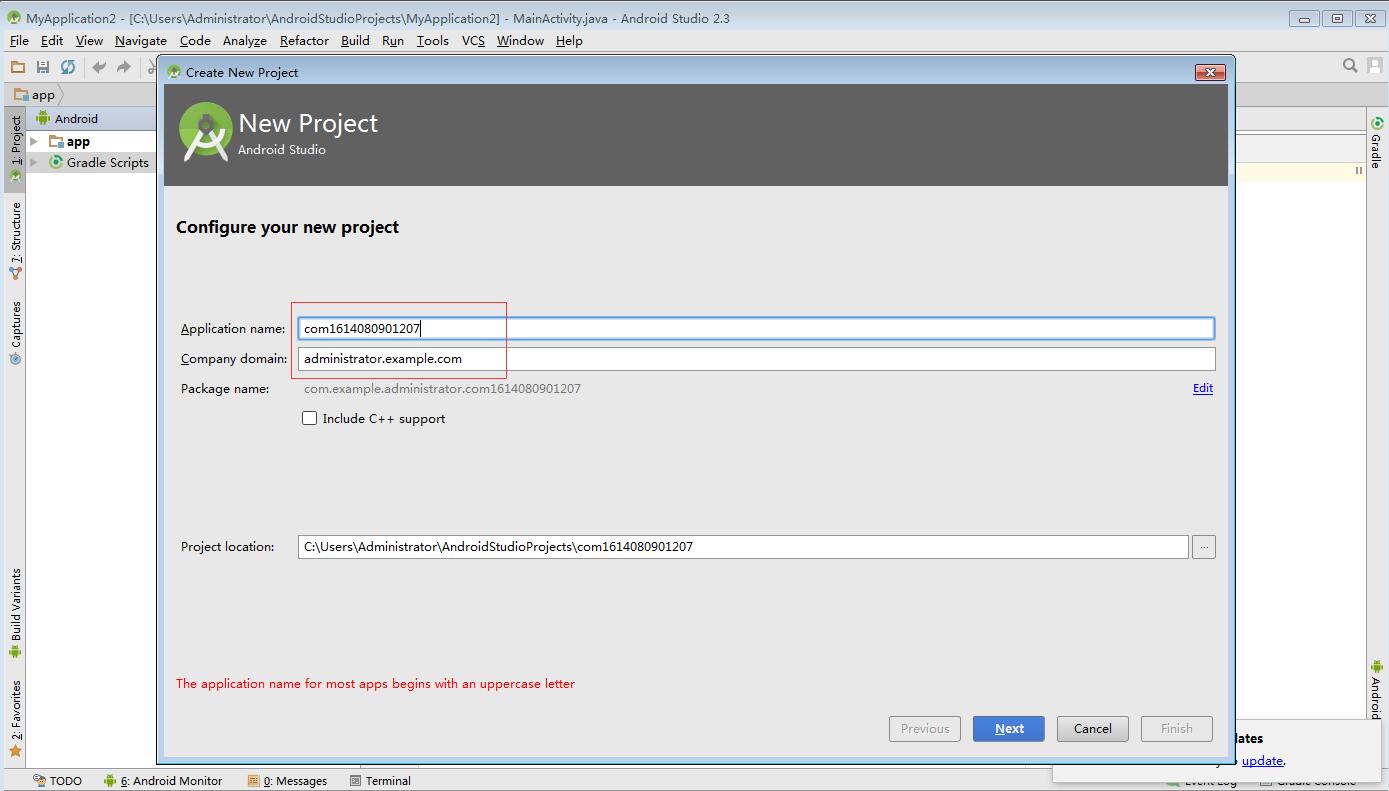 MyApplication2 - [C:\Users\Administrator\AndroidStudioProjects\MyApplication2] - MainActivity.java - Android Studio 2.3
File Edit View Navigate Code Analyze Refactor Build Run Tools VCS Window Help
Create New Project
app
New Project
Android Studio
Android
app
Gradle Scripts
1: Project
7: Structure
Captures
Build Variants
2: Favorites
Gradle
Android
Configure your new project
Application name: com1614080901207
Company domain: administrator.example.com
Package name: com.example.administrator.com1614080901207 Edit
Include C++ support
Project location: C:\Users\Administrator\AndroidStudioProjects\com1614080901207 ...
The application name for most apps begins with an uppercase letter
Previous Next Cancel Finish
dates
update.
TODO 6: Android Monitor 0: Messages Terminal Event Log Gradle Console